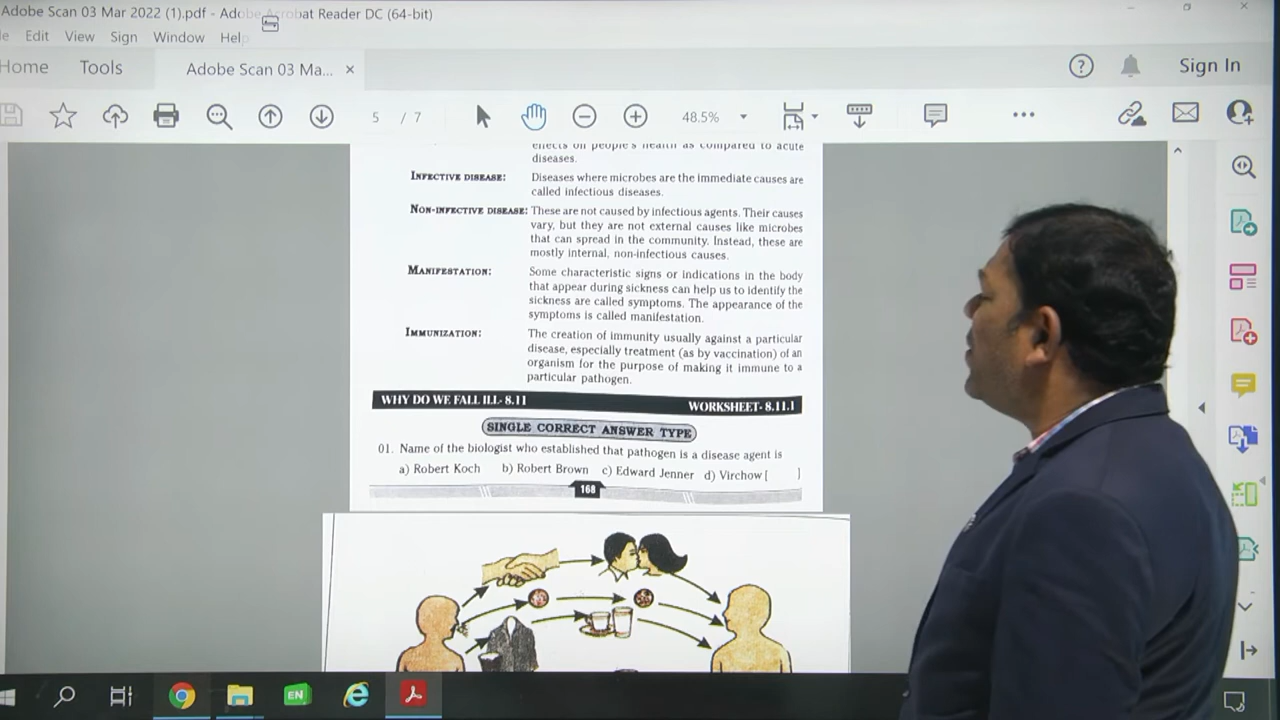 Adobe Scan 03 Mar 2022 (1).pdf - Adobe Acrobat Reader DC (64-bit)
Edit View Sign Window Help
Home Tools Adobe Scan 03 Ma... ×
Sign In
5 / 7 48.5%
effects on people's health as compared to acute
diseases.
INFECTIVE DISEASE: Diseases where microbes are the immediate causes are
called infectious diseases.
NON-INFECTIVE DISEASE: These are not caused by infectious agents. Their causes
vary, but they are not external causes like microbes
that can spread in the community. Instead, these are
mostly internal, non-infectious causes.
MANIFESTATION: Some characteristic signs or indications in the body
that appear during sickness can help us to identify the
sickness are called symptoms. The appearance of the
symptoms is called manifestation.
IMMUNIZATION: The creation of immunity usually against a particular
disease, especially treatment (as by vaccination) of an
organism for the purpose of making it immune to a
particular pathogen.
WHY DO WE FALL ILL- 8.11 WORKSHEET- 8.11.1
SINGLE CORRECT ANSWER TYPE
01. Name of the biologist who established that pathogen is a disease agent is
a) Robert Koch b) Robert Brown c) Edward Jenner d) Virchow [ ]
168
EN